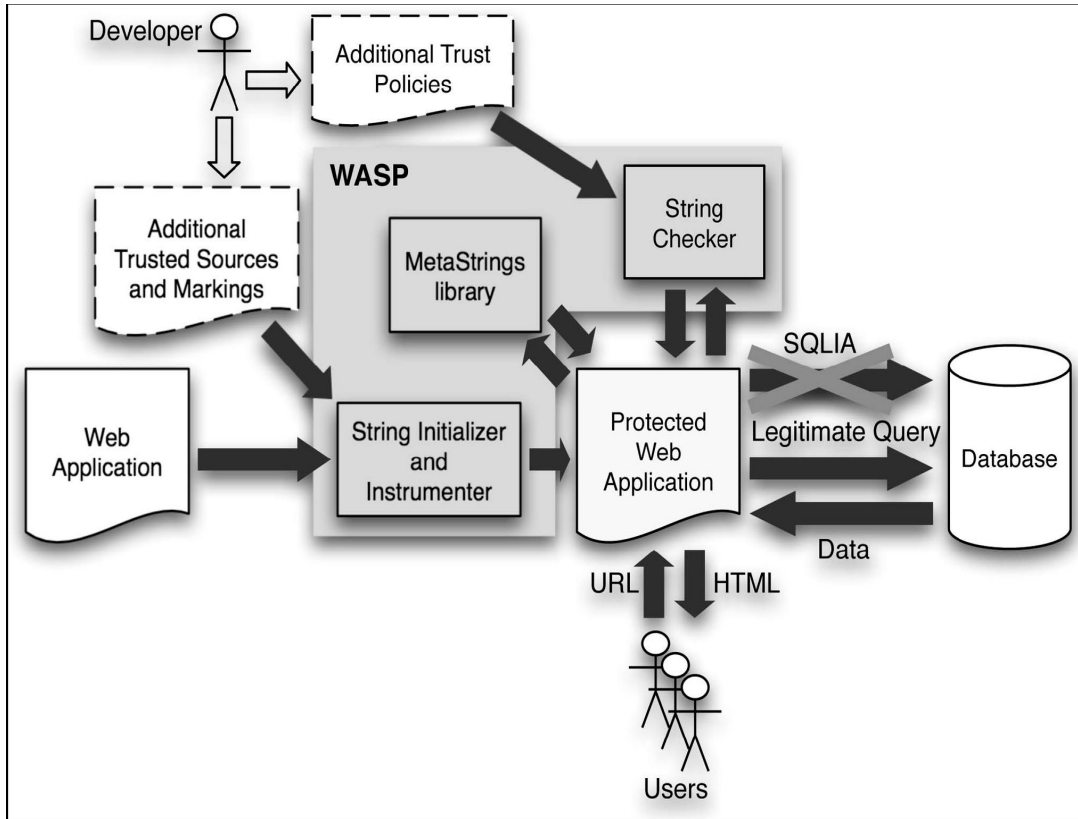 Developer
Additional Trust
Policies
WASP
String
Checker
Additional
Trusted Sources
and Markings
MetaStrings
library
SQLIA
Web
Application
String Initializer
and
Instrumenter
Protected
Web
Application
Legitimate Query
Database
Data
URL
HTML
Users